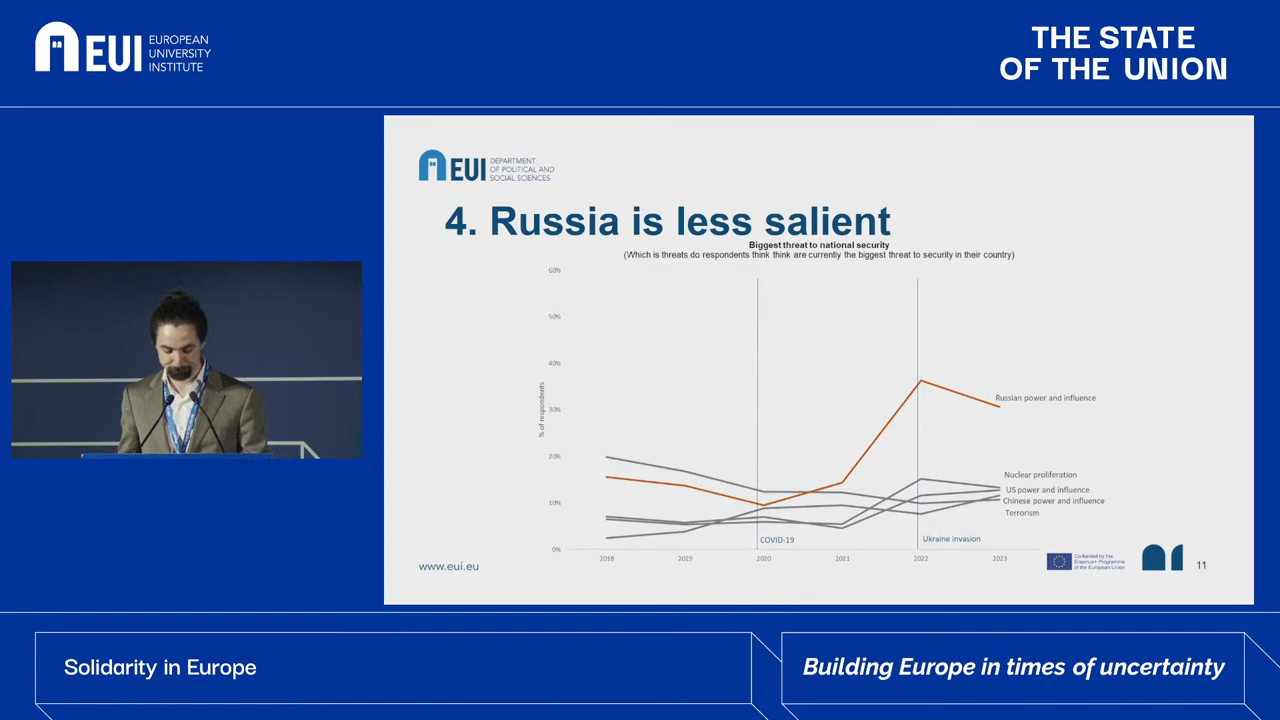 EUI
EUROPEAN
UNIVERSITY
INSTITUTE
THE STATE
OF THE UNION
EUI
DEPARTMENT
OF POLITICAL AND
SOCIAL SCIENCES
4. Russia is less salient
Biggest threat to national security
(Which is threats do respondents think think are currently the biggest threat to security in their country)
60%
50%
40%
30%
20%
10%
0%
% of respondents
Russian power and influence
Nuclear proliferation
US power and influence
Chinese power and influence
Terrorism
COVID-19
Ukraine invasion
2018
2019
2020
2021
2022
2023
www.eui.eu
Co-funded by the
Erasmus+ Programme
of the European Union
11
Solidarity in Europe
Building Europe in times of uncertainty